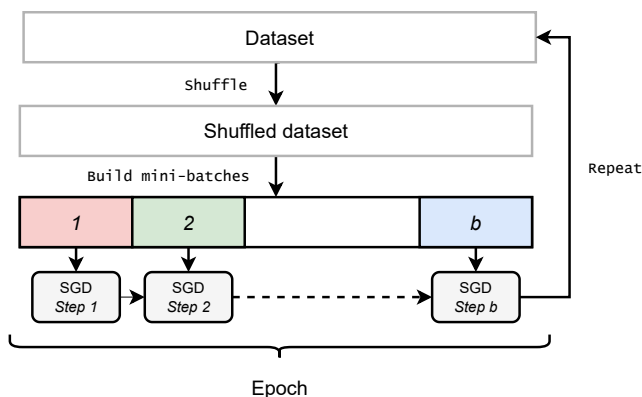 Dataset
Shuffle
Shuffled dataset
Build mini-batches
Repeat
1
2
b
SGD
Step 1
SGD
Step 2
SGD
Step b
Epoch